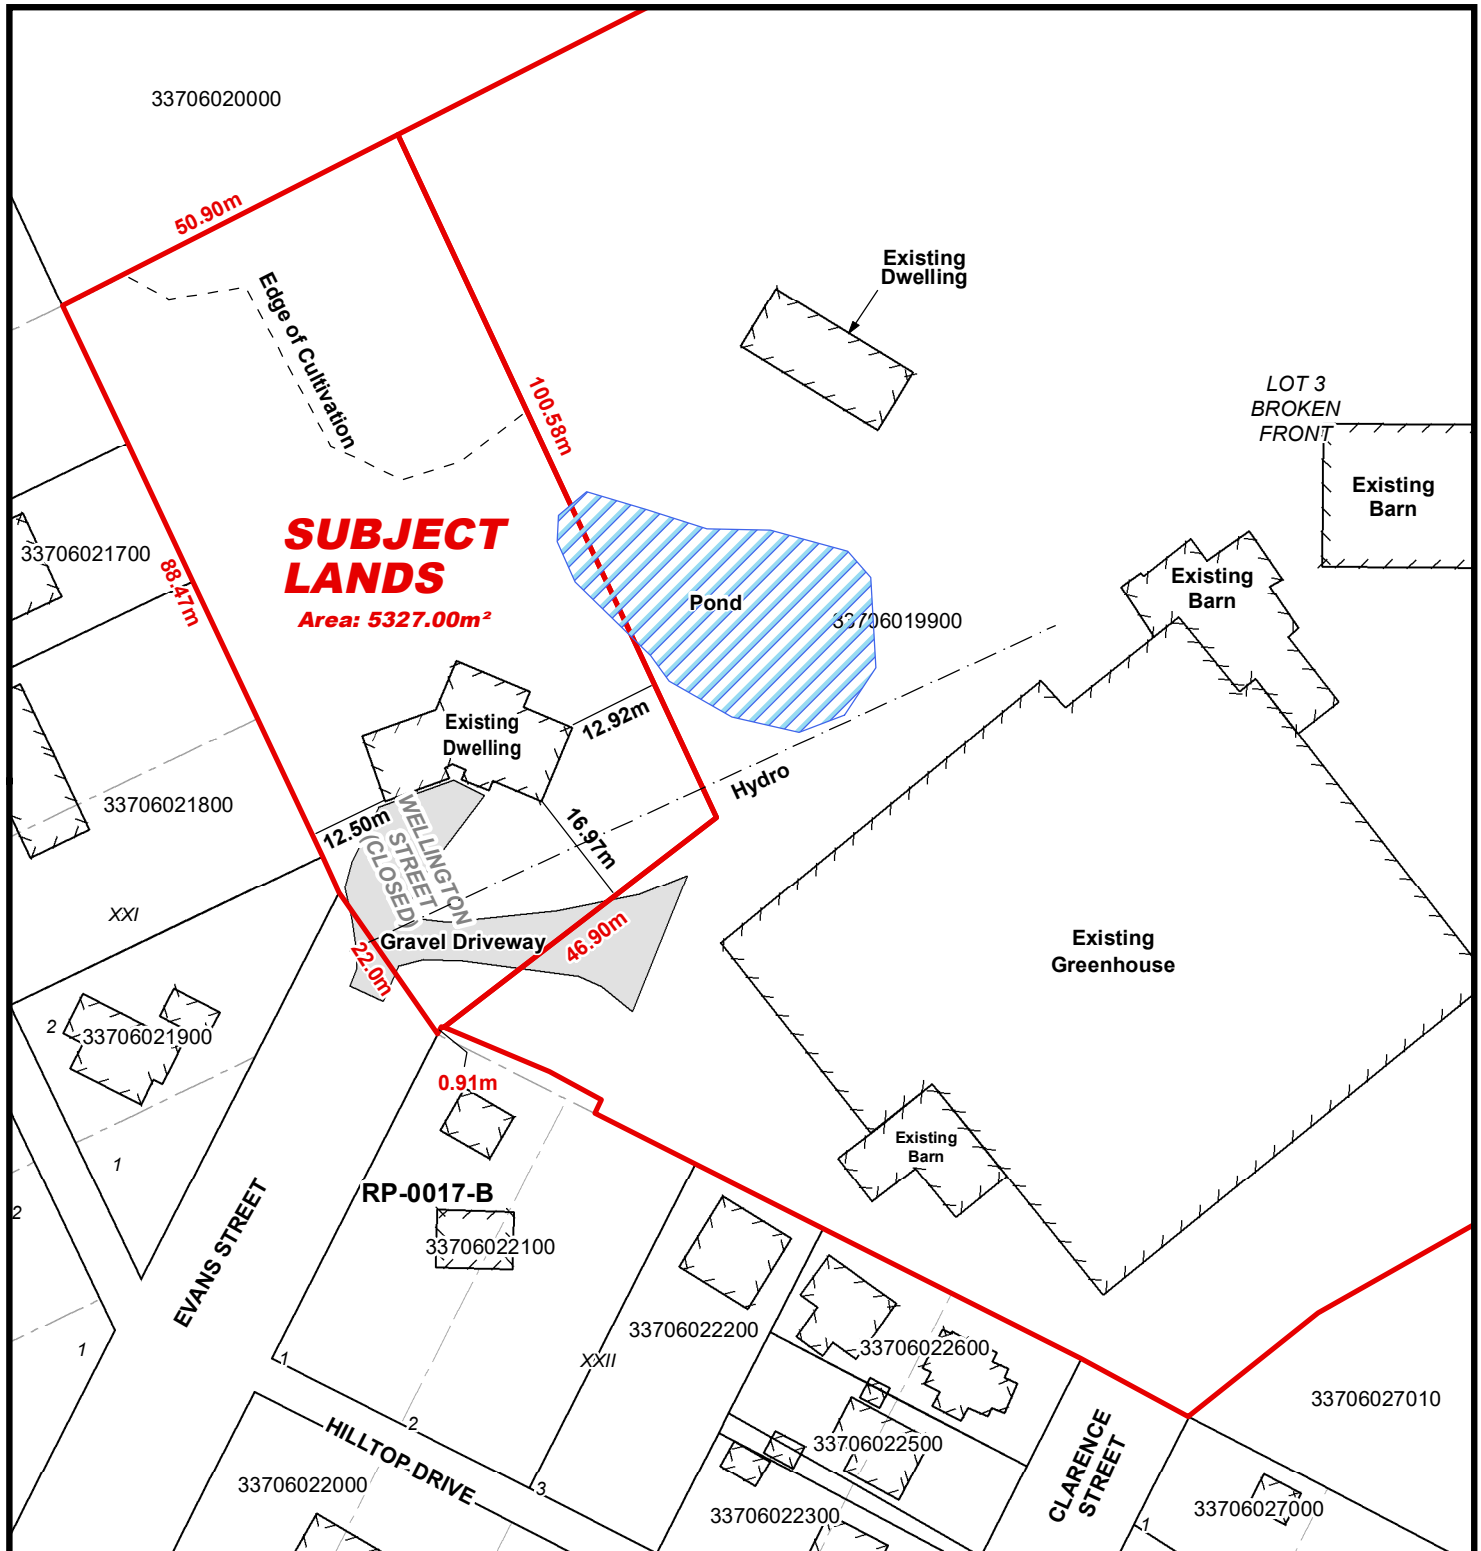 33706020000
50.90m
Existing
Dwelling
Edge of Cultivation
100.58m
LOT 3
BROKEN
FRONT
Existing
Barn
SUBJECT
LANDS
Area: 5327.00m²
33706021700
88.47m
Existing
Barn
Pond
33706019900
Existing
Dwelling
12.92m
Hydro
33706021800
12.50m
WELLINGTON
STREET
(CLOSED)
16.97m
XXI
Gravel Driveway
22.0m
46.90m
Existing
Greenhouse
2
33706021900
0.91m
1
Existing
Barn
RP-0017-B
2
EVANS STREET
33706022100
33706022200
1
1
XXII
33706022600
33706027010
2
HILLTOP DRIVE
33706022500
CLARENCE
STREET
33706022000
3
33706022300
33706027000
1